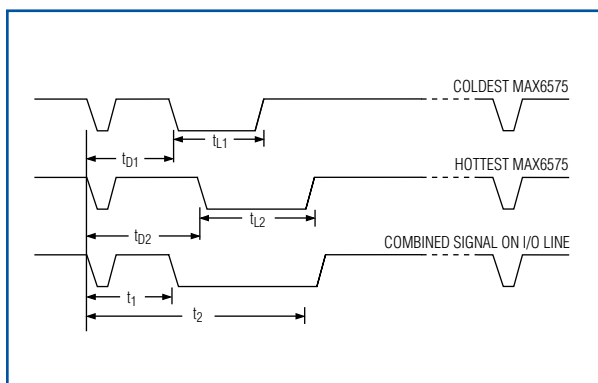 COLDEST MAX6575
tD1
tL1
HOTTEST MAX6575
tD2
tL2
COMBINED SIGNAL ON I/O LINE
t1
t2